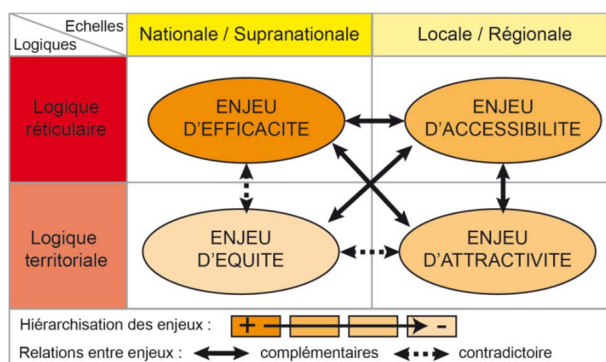 Echelles
Logiques
Nationale / Supranationale
Locale / Régionale
Logique
réticulaire
ENJEU
D'EFFICACITE
ENJEU
D'ACCESSIBILITE
Logique
territoriale
ENJEU
D'EQUITE
ENJEU
D'ATTRACTIVITE
Hiérarchisation des enjeux : + -
Relations entre enjeux : complémentaires contradictoire